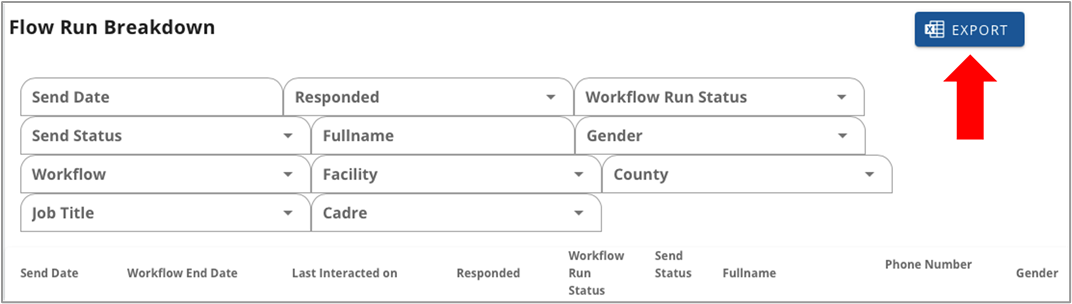 Flow Run Breakdown
EXPORT
Send Date Responded Workflow Run Status
Send Status Fullname Gender
Workflow Facility County
Job Title Cadre
Send Date Workflow End Date Last Interacted on Responded Workflow Run Status Send Status Fullname Phone Number Gender